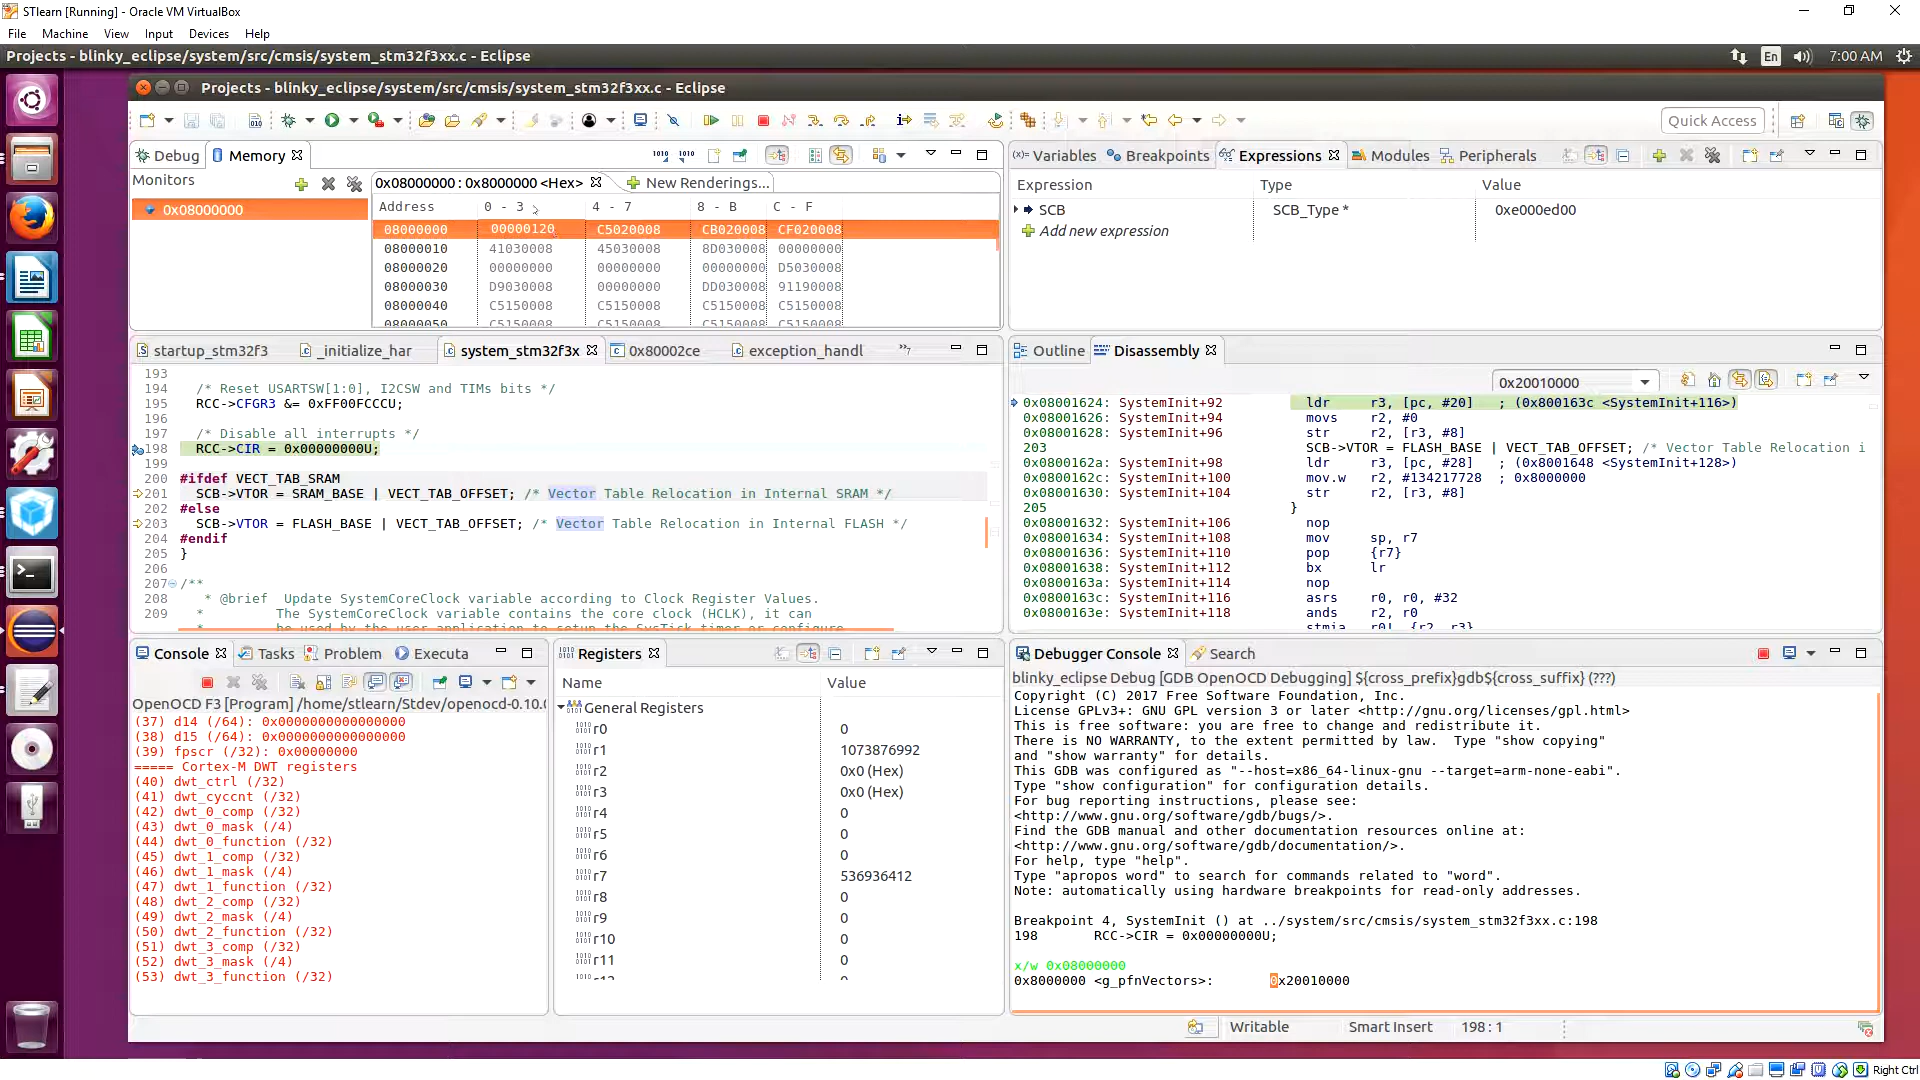 STlearn [Running] - Oracle VM VirtualBox
File Machine View Input Devices Help
Projects - blinky_eclipse/system/src/cmsis/system_stm32f3xx.c - Eclipse
En 7:00 AM
Projects - blinky_eclipse/system/src/cmsis/system_stm32f3xx.c - Eclipse
Quick Access
Debug Memory
Monitors
0x08000000
0x08000000 : 0x8000000 <Hex> New Renderings...
Address 0 - 3 4 - 7 8 - B C - F
08000000 00000120 C5020008 CB020008 CF020008
08000010 41030008 45030008 8D030008 00000000
08000020 00000000 00000000 00000000 D5030008
08000030 D9030008 00000000 DD030008 91190008
08000040 C5150008 C5150008 C5150008 C5150008
08000050 C5150008 C5150008 C5150008 C5150008
(x)= Variables Breakpoints Expressions Modules Peripherals
Expression Type Value
SCB SCB_Type * 0xe000ed00
Add new expression
startup_stm32f3 _initialize_har system_stm32f3x 0x80002ce exception_handl
193
194 /* Reset USARTSW[1:0], I2CSW and TIMs bits */
195 RCC->CFGR3 &= 0xFF00FCCCU;
196
197 /* Disable all interrupts */
198 RCC->CIR = 0x00000000U;
199
200 #ifdef VECT_TAB_SRAM
201 SCB->VTOR = SRAM_BASE | VECT_TAB_OFFSET; /* Vector Table Relocation in Internal SRAM */
202 #else
203 SCB->VTOR = FLASH_BASE | VECT_TAB_OFFSET; /* Vector Table Relocation in Internal FLASH */
204 #endif
205 }
206
207 /**
208 * @brief Update SystemCoreClock variable according to Clock Register Values.
209 * The SystemCoreClock variable contains the core clock (HCLK), it can
* be used by the user application to setup the SysTick timer or configure
Outline Disassembly
0x20010000
0x08001624: SystemInit+92 ldr r3, [pc, #20] ; (0x800163c <SystemInit+116>)
0x08001626: SystemInit+94 movs r2, #0
0x08001628: SystemInit+96 str r2, [r3, #8]
203 SCB->VTOR = FLASH_BASE | VECT_TAB_OFFSET; /* Vector Table Relocation i
0x0800162a: SystemInit+98 ldr r3, [pc, #28] ; (0x8001648 <SystemInit+128>)
0x0800162c: SystemInit+100 mov.w r2, #134217728 ; 0x8000000
0x08001630: SystemInit+104 str r2, [r3, #8]
205 }
0x08001632: SystemInit+106 nop
0x08001634: SystemInit+108 mov sp, r7
0x08001636: SystemInit+110 pop {r7}
0x08001638: SystemInit+112 bx lr
0x0800163a: SystemInit+114 nop
0x0800163c: SystemInit+116 asrs r0, r0, #32
0x0800163e: SystemInit+118 ands r2, r0
stmia r0!, {r2, r3}
Console Tasks Problem Executa
OpenOCD F3 [Program] /home/stlearn/Stdev/openocd-0.10.0
(37) d14 (/64): 0x0000000000000000
(38) d15 (/64): 0x0000000000000000
(39) fpscr (/32): 0x00000000
===== Cortex-M DWT registers
(40) dwt_ctrl (/32)
(41) dwt_cyccnt (/32)
(42) dwt_0_comp (/32)
(43) dwt_0_mask (/4)
(44) dwt_0_function (/32)
(45) dwt_1_comp (/32)
(46) dwt_1_mask (/4)
(47) dwt_1_function (/32)
(48) dwt_2_comp (/32)
(49) dwt_2_mask (/4)
(50) dwt_2_function (/32)
(51) dwt_3_comp (/32)
(52) dwt_3_mask (/4)
(53) dwt_3_function (/32)
Registers
Name Value
General Registers
r0 0
r1 1073876992
r2 0x0 (Hex)
r3 0x0 (Hex)
r4 0
r5 0
r6 0
r7 536936412
r8 0
r9 0
r10 0
r11 0
Debugger Console Search
blinky_eclipse Debug [GDB OpenOCD Debugging] ${cross_prefix}gdb${cross_suffix} (???)
Copyright (C) 2017 Free Software Foundation, Inc.
License GPLv3+: GNU GPL version 3 or later <http://gnu.org/licenses/gpl.html>
This is free software: you are free to change and redistribute it.
There is NO WARRANTY, to the extent permitted by law. Type "show copying"
and "show warranty" for details.
This GDB was configured as "--host=x86_64-linux-gnu --target=arm-none-eabi".
Type "show configuration" for configuration details.
For bug reporting instructions, please see:
<http://www.gnu.org/software/gdb/bugs/>.
Find the GDB manual and other documentation resources online at:
<http://www.gnu.org/software/gdb/documentation/>.
For help, type "help".
Type "apropos word" to search for commands related to "word".
Note: automatically using hardware breakpoints for read-only addresses.
Breakpoint 4, SystemInit () at ../system/src/cmsis/system_stm32f3xx.c:198
198 RCC->CIR = 0x00000000U;
x/w 0x08000000
0x8000000 <g_pfnVectors>: 0x20010000
Writable Smart Insert 198 : 1
Right Ctrl